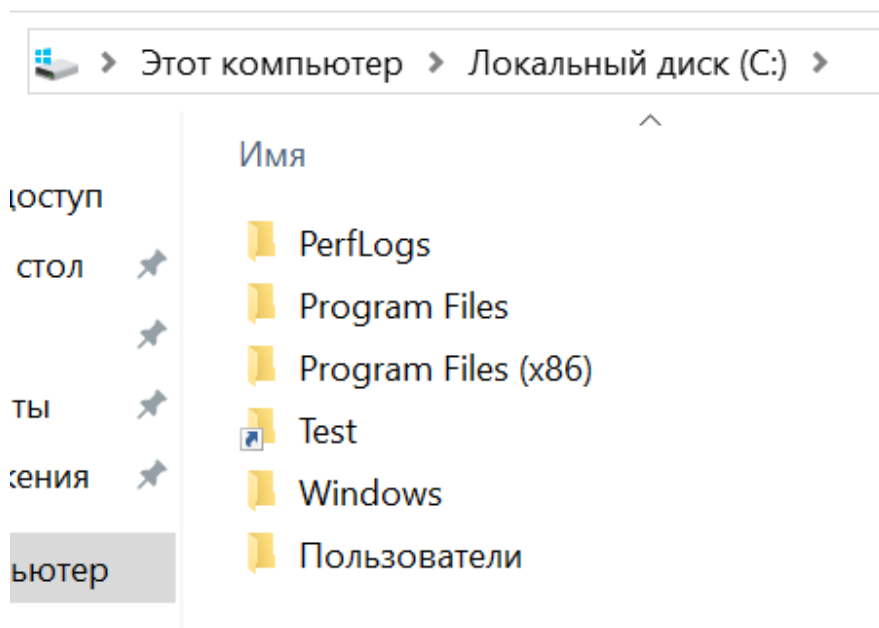 Этот компьютер Локальный диск (C:)
Имя
доступ
стол
ты
жения
ьютер
PerfLogs
Program Files
Program Files (x86)
Test
Windows
Пользователи